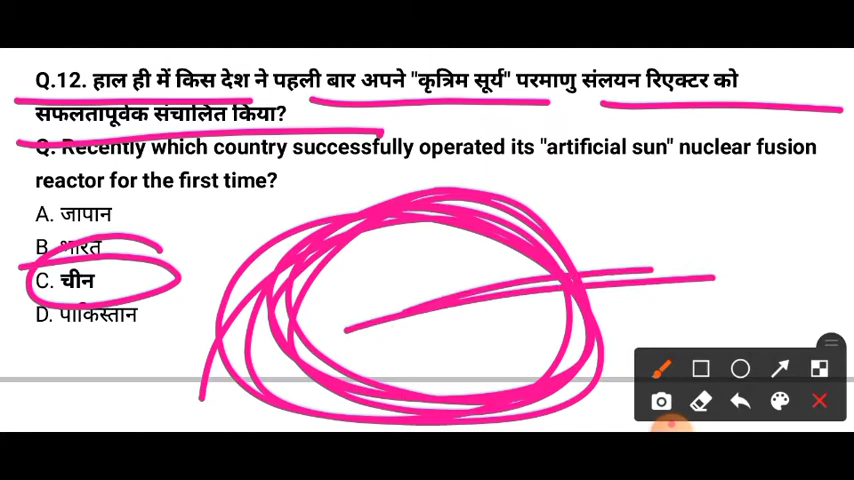 Q.12. हाल ही में किस देश ने पहली बार अपने "कृत्रिम सूर्य" परमाणु संलयन रिएक्टर को
सफलतापूर्वक संचालित किया?
Q. Recently which country successfully operated its "artificial sun" nuclear fusion
reactor for the first time?
A. जापान
B. भारत
C. चीन
D. पाकिस्तान